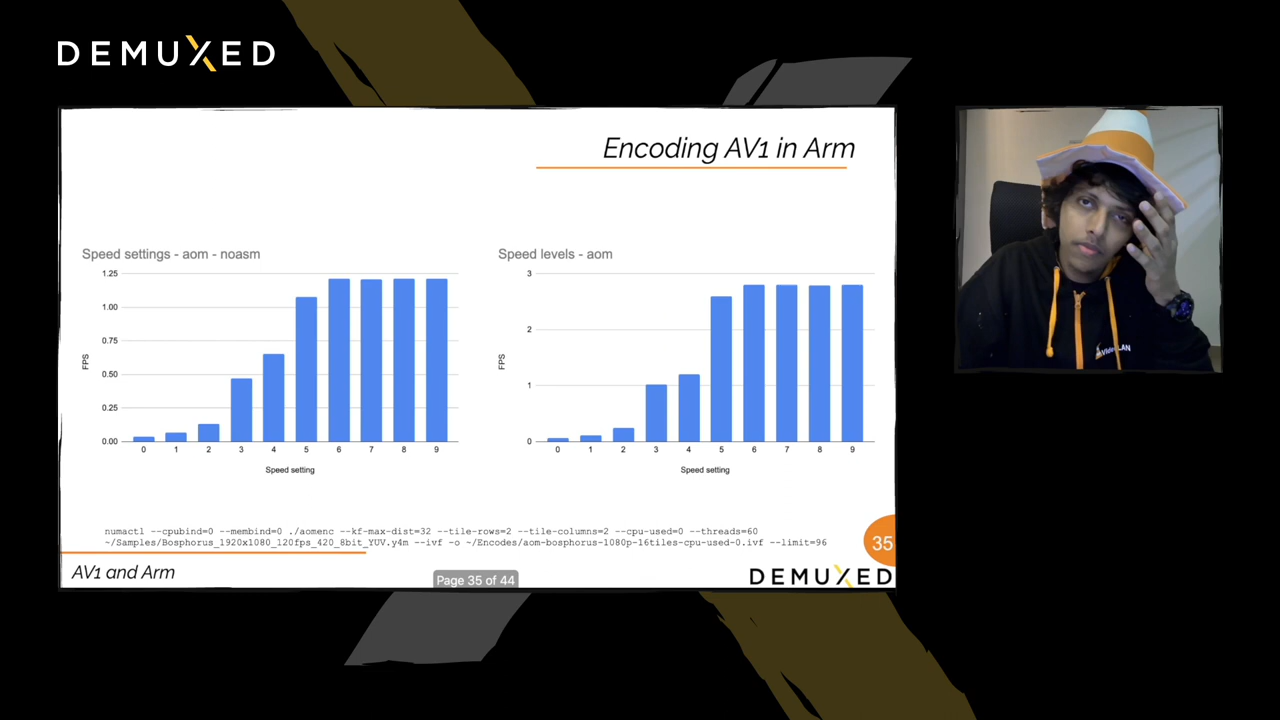 DEMUXED
Encoding AV1 in Arm
Speed settings - aom - noasm
1.25
1.00
0.75
0.50
0.25
0.00
FPS
0 1 2 3 4 5 6 7 8 9
Speed setting
Speed levels - aom
3
2
1
0
FPS
0 1 2 3 4 5 6 7 8 9
Speed setting
numactl --cpubind=0 --membind=0 ./aomenc --kf-max-dist=32 --tile-rows=2 --tile-columns=2 --cpu-used=0 --threads=60
~/Samples/Bosphorus_1920x1080_120fps_420_8bit_YUV.y4m --ivf -o ~/Encodes/aom-bosphorus-1080p-16tiles-cpu-used-0.ivf --limit=96
35
AV1 and Arm
Page 35 of 44
DEMUXED
VideoLAN